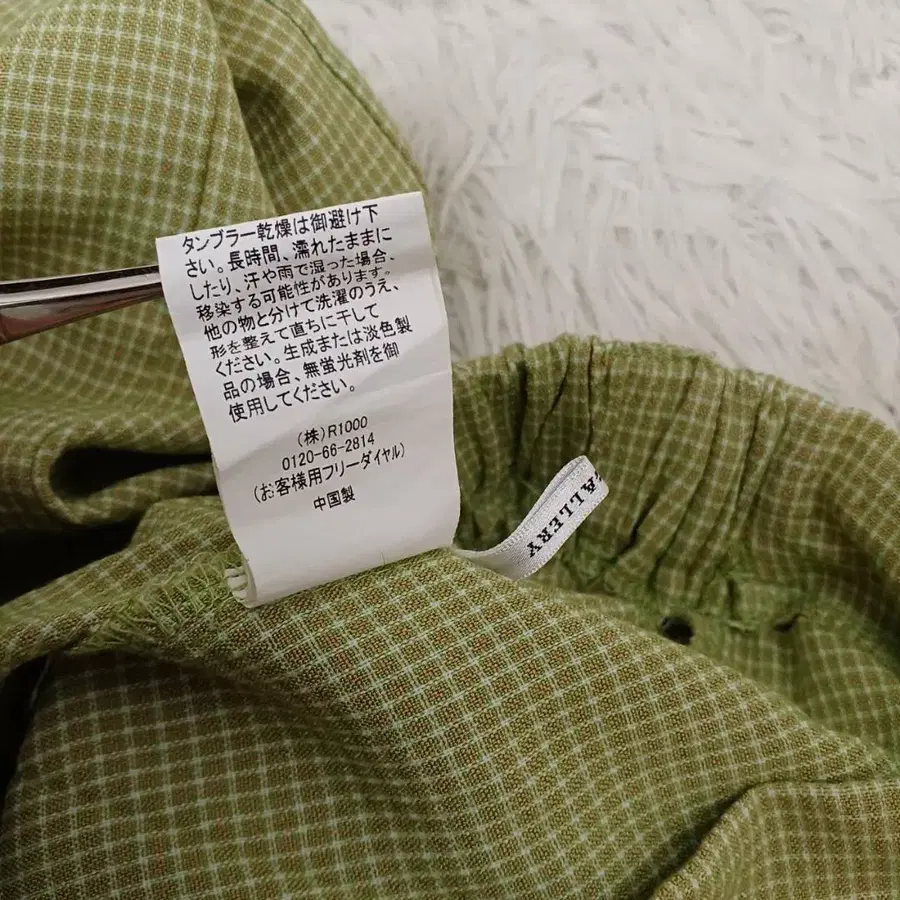 タンブラー乾燥は御避け下
さい。長時間、濡れたままに
したり、汗や雨で湿った場合、
移染する可能性があります。
他の物と分けて洗濯のうえ、
形を整えて直ちに干して
ください。生成または淡色製
品の場合、無蛍光剤を御
使用してください。
(株)R1000
0120-66-2814
(お客様用フリーダイヤル)
中国製
GALLERY